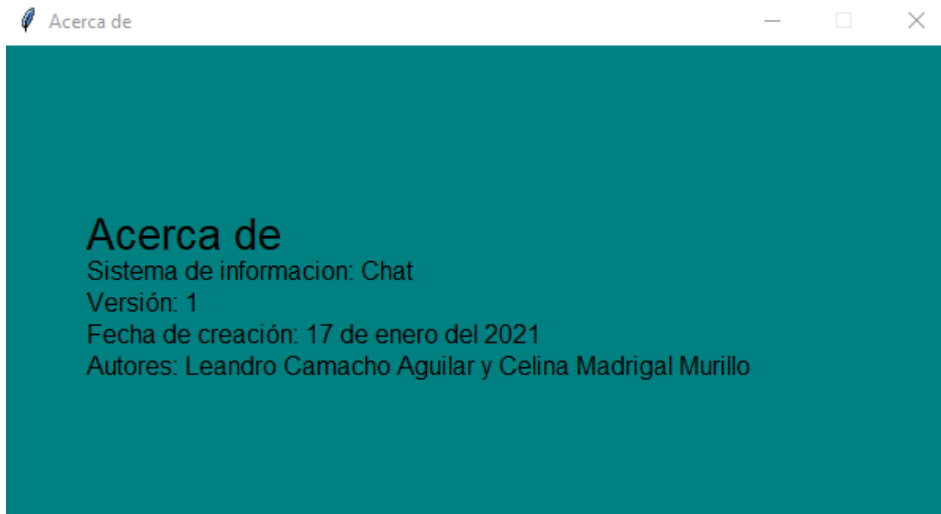 Acerca de
Acerca de
Sistema de informacion: Chat
Versión: 1
Fecha de creación: 17 de enero del 2021
Autores: Leandro Camacho Aguilar y Celina Madrigal Murillo